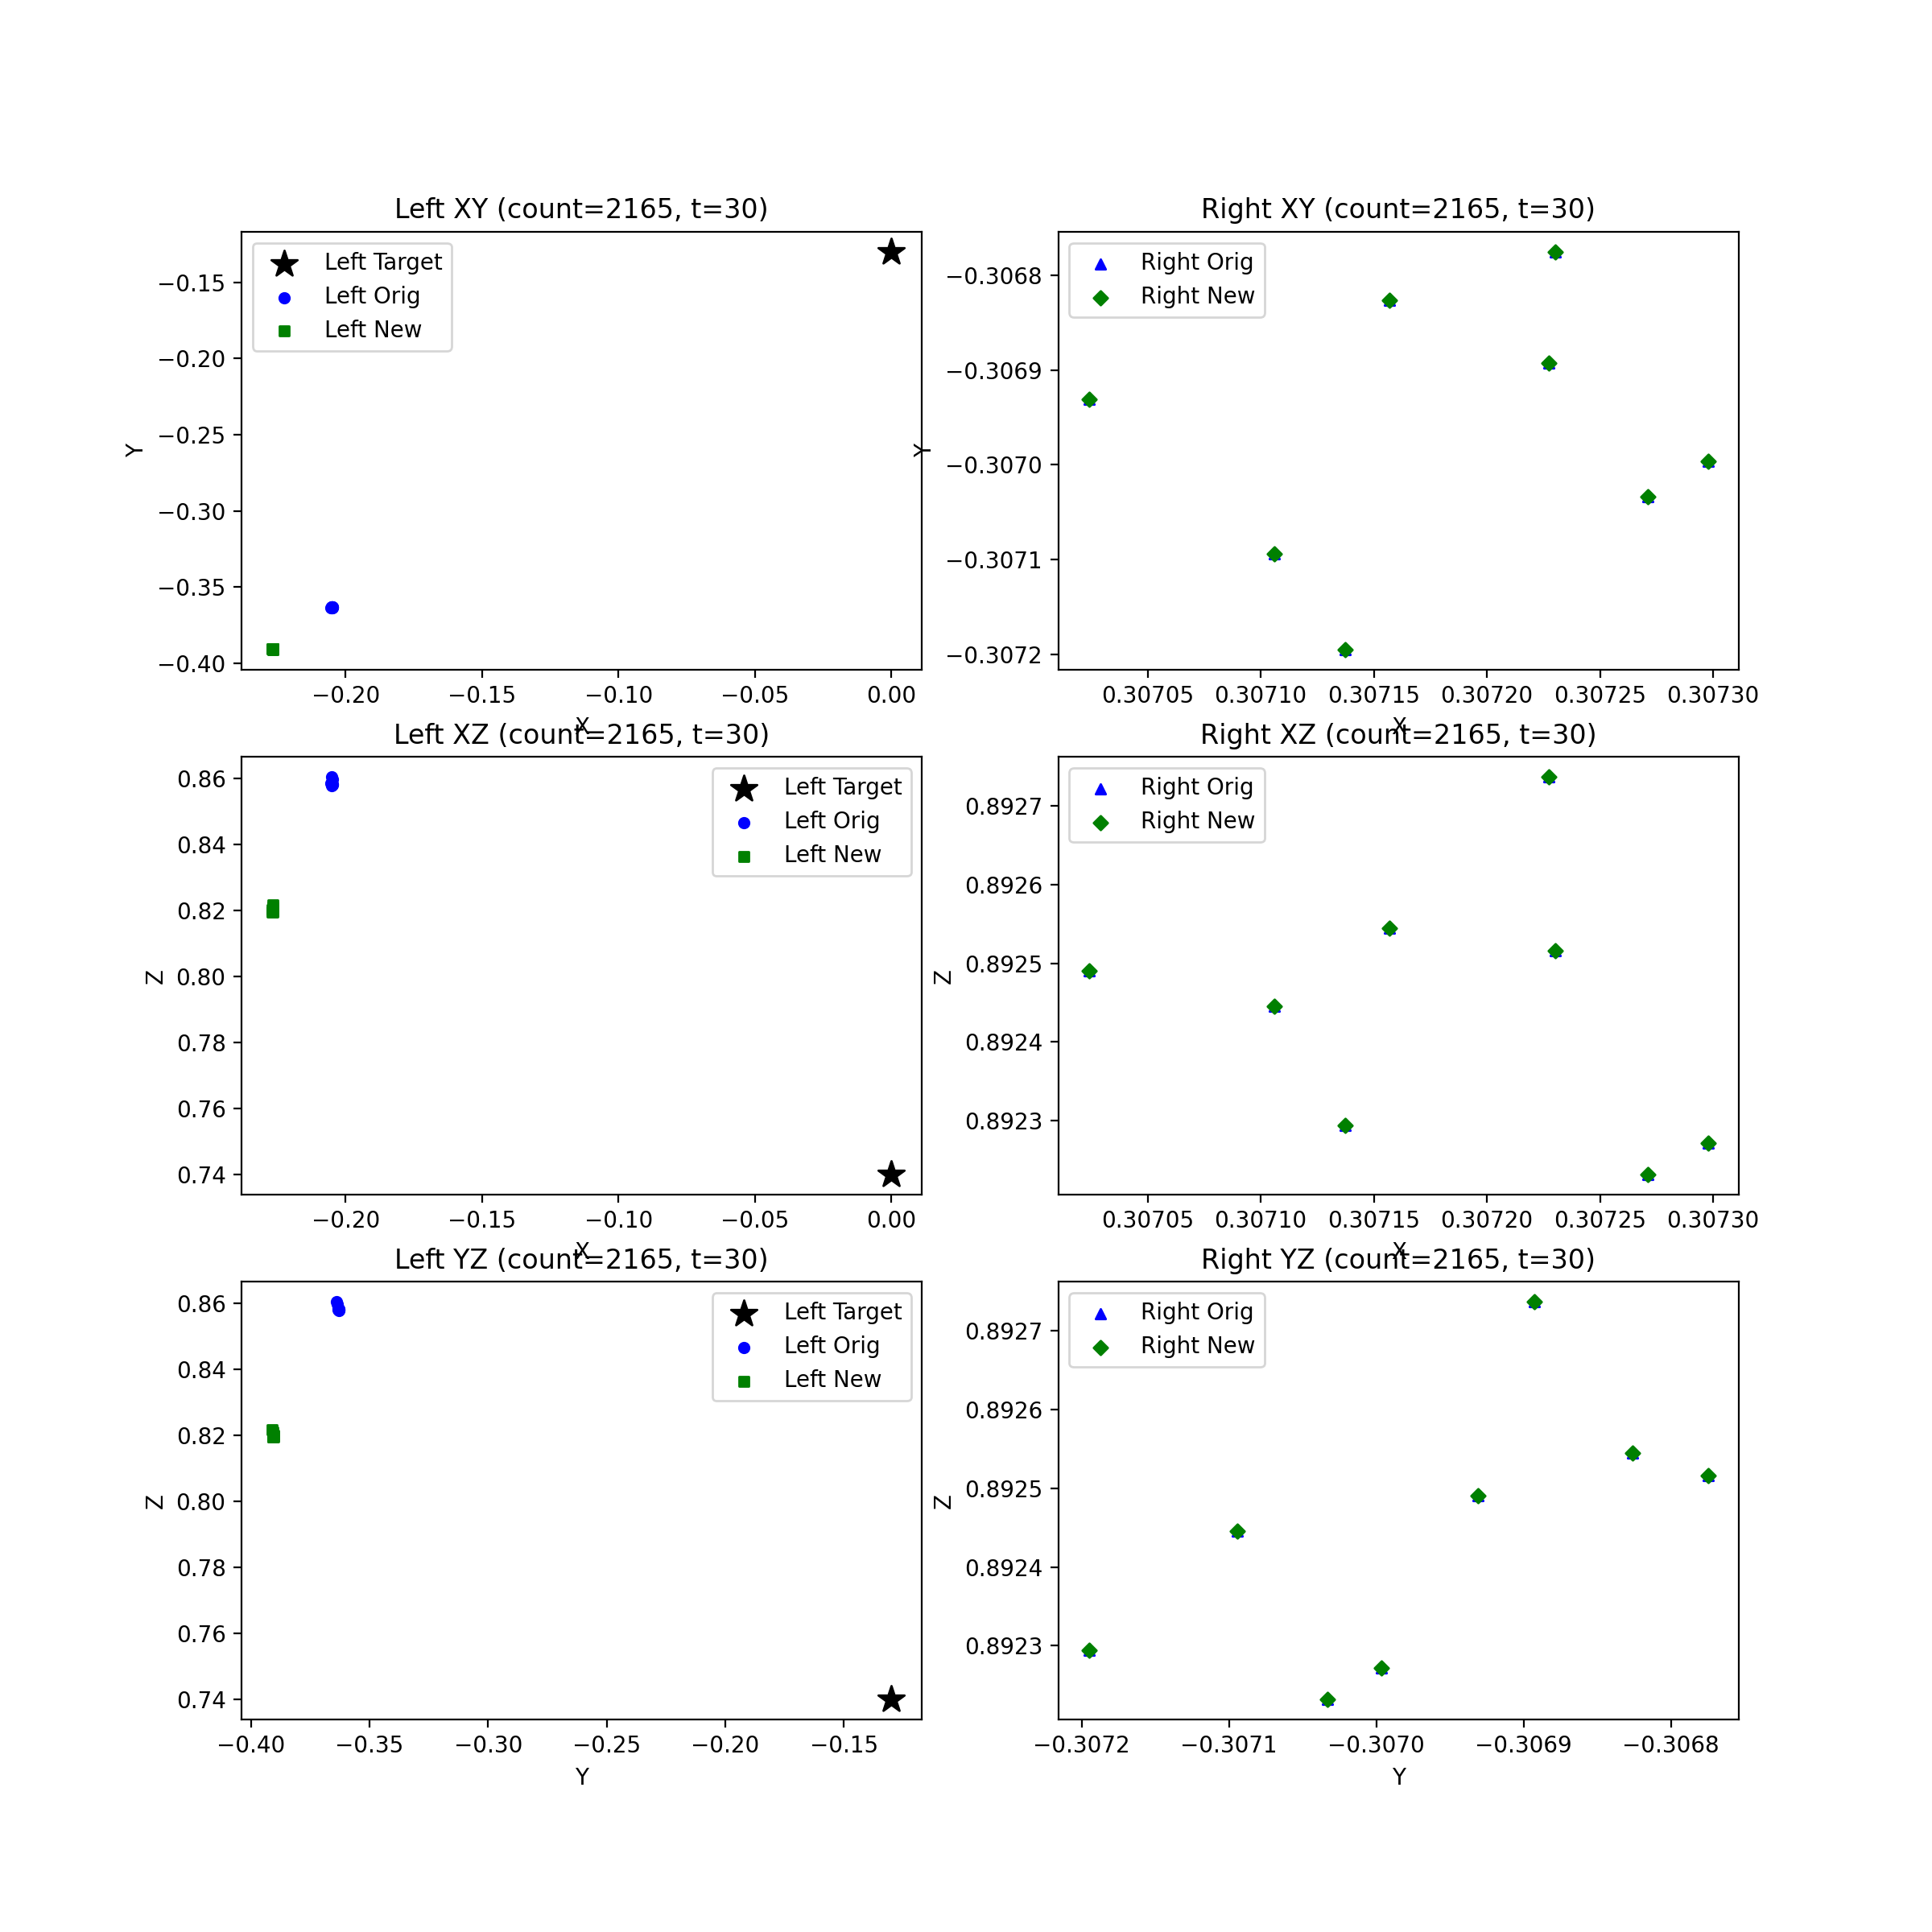 Left XY (count=2165, t=30)
Left Target
Left Orig
Left New
Y
−0.15
−0.20
−0.25
−0.30
−0.35
−0.40
−0.20
−0.15
−0.10
−0.05
0.00
X
Right XY (count=2165, t=30)
Right Orig
Right New
Y
−0.3068
−0.3069
−0.3070
−0.3071
−0.3072
0.30705
0.30710
0.30715
0.30720
0.30725
0.30730
X
Left XZ (count=2165, t=30)
Left Target
Left Orig
Left New
Z
0.86
0.84
0.82
0.80
0.78
0.76
0.74
−0.20
−0.15
−0.10
−0.05
0.00
X
Right XZ (count=2165, t=30)
Right Orig
Right New
Z
0.8927
0.8926
0.8925
0.8924
0.8923
0.30705
0.30710
0.30715
0.30720
0.30725
0.30730
X
Left YZ (count=2165, t=30)
Left Target
Left Orig
Left New
Z
0.86
0.84
0.82
0.80
0.78
0.76
0.74
−0.40
−0.35
−0.30
−0.25
−0.20
−0.15
Y
Right YZ (count=2165, t=30)
Right Orig
Right New
Z
0.8927
0.8926
0.8925
0.8924
0.8923
−0.3072
−0.3071
−0.3070
−0.3069
−0.3068
Y